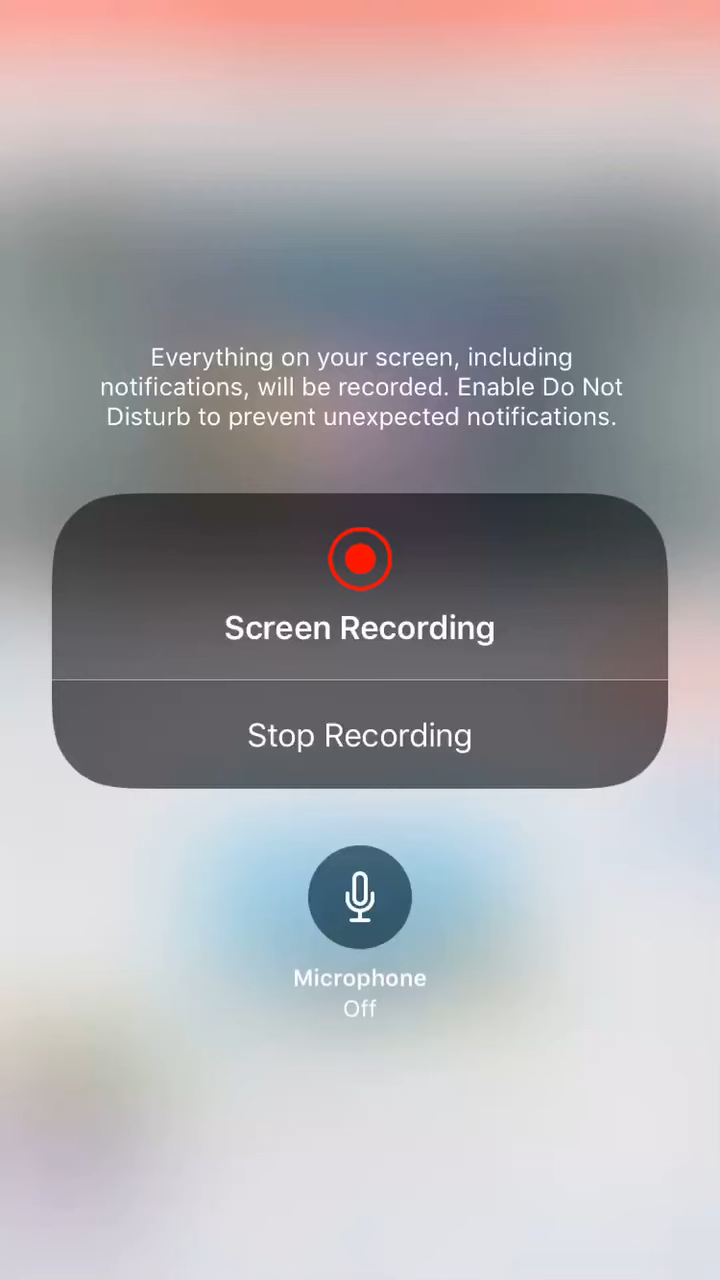 Everything on your screen, including
notifications, will be recorded. Enable Do Not
Disturb to prevent unexpected notifications.
Screen Recording
Stop Recording
Microphone
Off